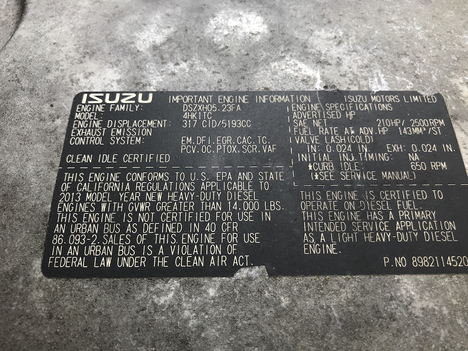 ISUZU IMPORTANT ENGINE INFORMATION ISUZU MOTORS LIMITED
ENGINE FAMILY: DSZXH05.23FA
MODEL: 4HK1TC
ENGINE DISPLACEMENT: 317 CID/5193CC
EXHAUST EMISSION
CONTROL SYSTEM: EM.DFI.EGR.CAC.TC.
PCV.OC.PTOX.SCR.VAF
CLEAN IDLE CERTIFIED
THIS ENGINE CONFORMS TO U.S. EPA AND STATE
OF CALIFORNIA REGULATIONS APPLICABLE TO
2013 MODEL YEAR NEW HEAVY-DUTY DIESEL
ENGINES WITH GVWR GREATER THAN 14,000 LBS.
THIS ENGINE IS NOT CERTIFIED FOR USE IN
AN URBAN BUS AS DEFINED IN 40 CFR
86.093-2. SALES OF THIS ENGINE FOR USE IN
AN URBAN BUS IS A VIOLATION OF
FEDERAL LAW UNDER THE CLEAN AIR ACT.
ENGINE SPECIFICATIONS
ADVERTISED HP
SAE NET 210HP/ 2500RPM
FUEL RATE AT ADV.HP 143MM³/ST
VALVE LASH(COLD)
IN: 0.024 IN. EXH: 0.024 IN.
INITIAL INJ.TIMING: NA
*CURB. IDLE: 650 RPM
(*SEE SERVICE MANUAL)
THIS ENGINE IS CERTIFIED TO
OPERATE ON DIESEL FUEL.
THIS ENGINE HAS A PRIMARY
INTENDED SERVICE APPLICATION
AS A LIGHT HEAVY-DUTY DIESEL
ENGINE.
P.NO 8982114520